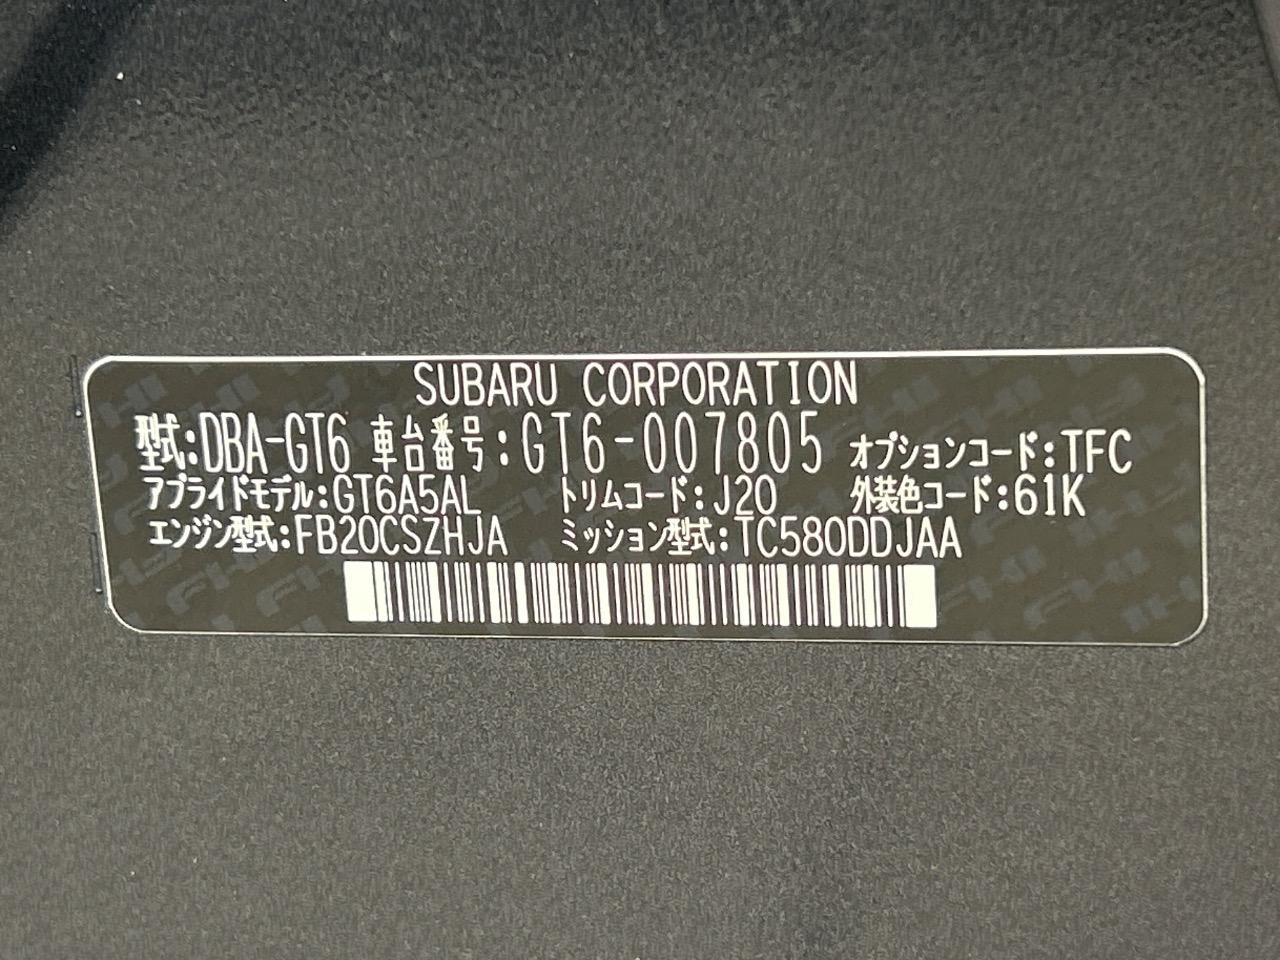 SUBARU CORPORATION
型式:DBA-GT6 車台番号:GT6-007805 オプションコード:TFC
アプライドモデル:GT6A5AL トリムコード:J20 外装色コード:61K
エンジン型式:FB20CSZHJA ミッション型式:TC580DDJAA